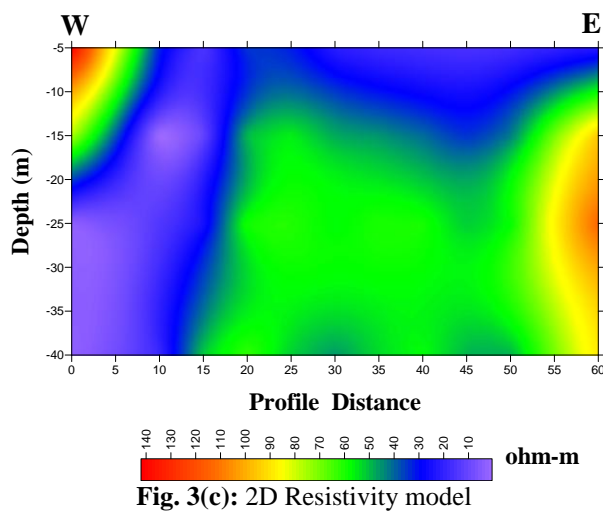 W E
-5
-10
-15
-20
-25
-30
-35
-40
Depth (m)
0 5 10 15 20 25 30 35 40 45 50 55 60
Profile Distance
140 130 120 110 100 90 80 70 60 50 40 30 20 10
ohm-m
Fig. 3(c): 2D Resistivity model